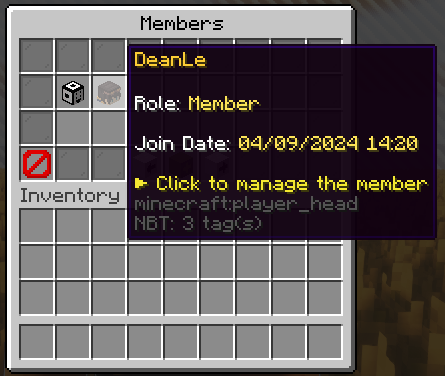 Members
DeanLe
Role: Member
Join Date: 04/09/2024 14:20
► Click to manage the member
minecraft:player_head
NBT: 3 tag(s)
Inventory